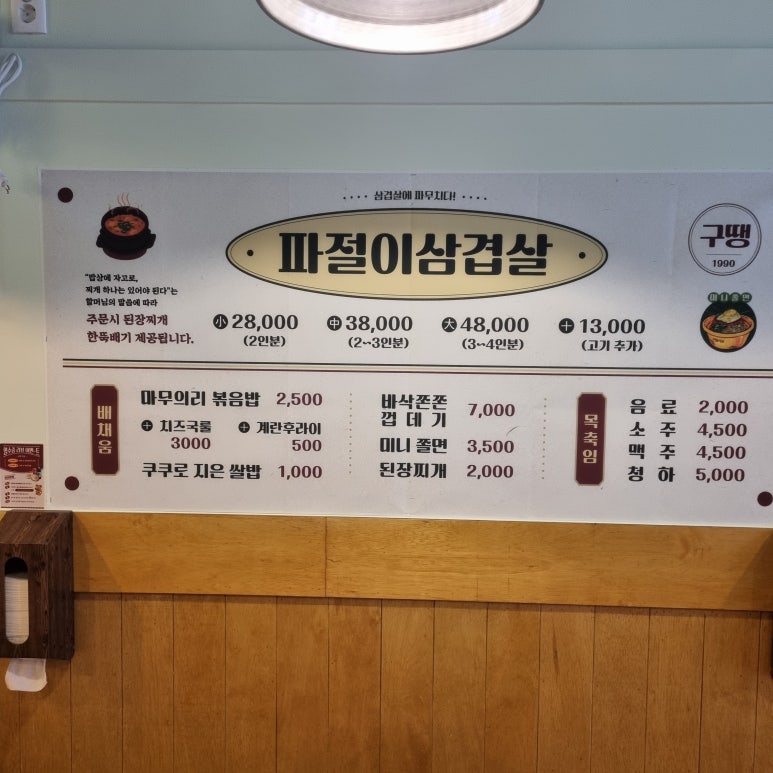 삼겹살에 파무치다!
파절이삼겹살
구땡
1990
"밥상에 자고로,
찌개 하나는 있어야 된다"는
할머님의 말씀에 따라
주문시 된장찌개
한뚝배기 제공됩니다.
小 28,000
(2인분)
中 38,000
(2~3인분)
大 48,000
(3~4인분)
+ 13,000
(고기 추가)
미니쫄면
배채움
마무의리 볶음밥 2,500
+ 치즈국룰 3000
+ 계란후라이 500
쿠쿠로 지은 쌀밥 1,000
바삭쫀쫀
껍데기 7,000
미니 쫄면 3,500
된장찌개 2,000
목축임
음료 2,000
소주 4,500
맥주 4,500
청하 5,000